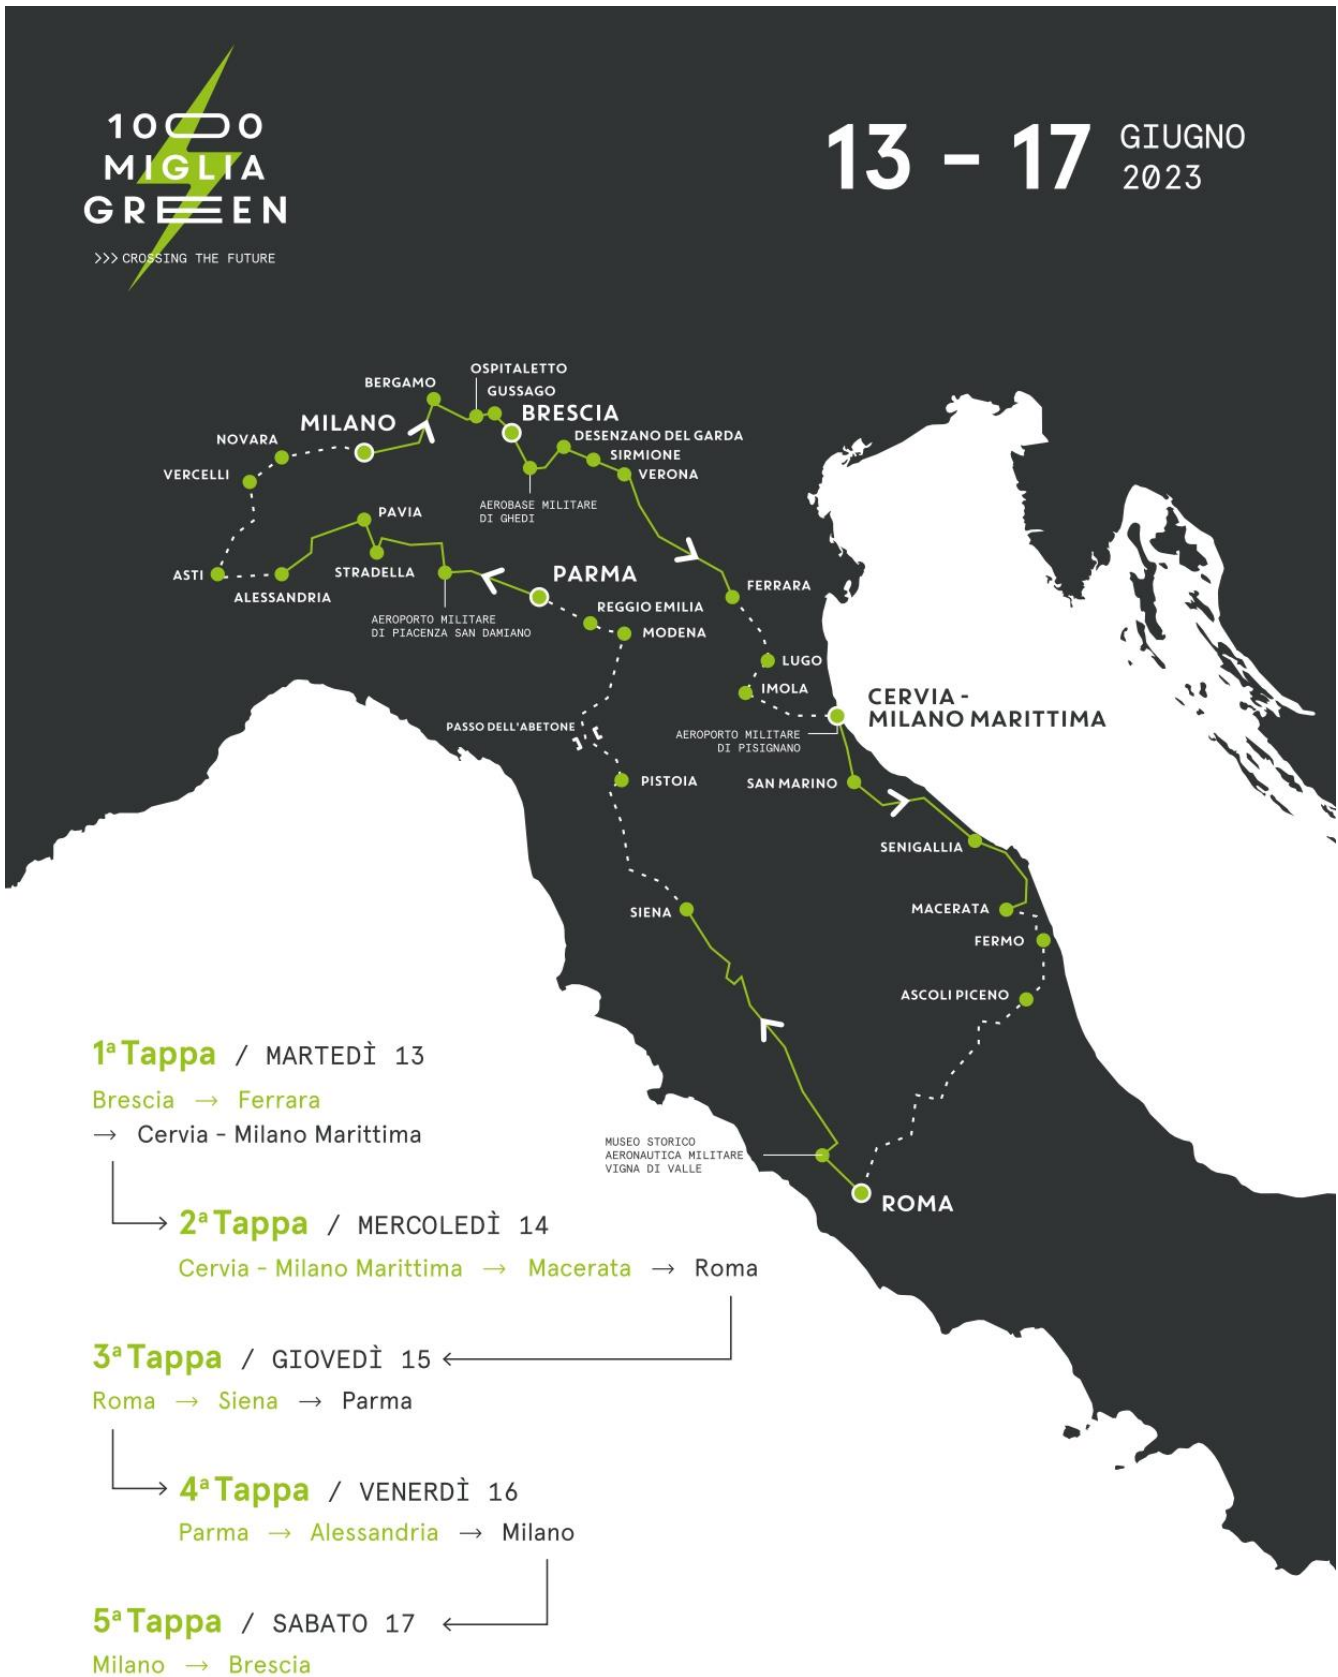 1000
MIGLIA
GREEN
>>> CROSSING THE FUTURE
13 - 17 GIUGNO
2023
OSPITALETTO
BERGAMO
GUSSAGO
BRESCIA
MILANO
DESENZANO DEL GARDA
NOVARA
SIRMIONE
VERCELLI
VERONA
AEROBASE MILITARE
DI GHEDI
PAVIA
ASTI
STRADELLA
PARMA
ALESSANDRIA
FERRARA
REGGIO EMILIA
AEROPORTO MILITARE
DI PIACENZA SAN DAMIANO
MODENA
LUGO
IMOLA
CERVIA -
MILANO MARITTIMA
PASSO DELL'ABETONE
AEROPORTO MILITARE
DI PISIGNANO
PISTOIA
SAN MARINO
SENIGALLIA
SIENA
MACERATA
FERMO
ASCOLI PICENO
MUSEO STORICO
AERONAUTICA MILITARE
VIGNA DI VALLE
ROMA
1ª Tappa / MARTEDÌ 13
Brescia → Ferrara
→ Cervia - Milano Marittima
2ª Tappa / MERCOLEDÌ 14
Cervia - Milano Marittima → Macerata → Roma
3ª Tappa / GIOVEDÌ 15
Roma → Siena → Parma
4ª Tappa / VENERDÌ 16
Parma → Alessandria → Milano
5ª Tappa / SABATO 17
Milano → Brescia